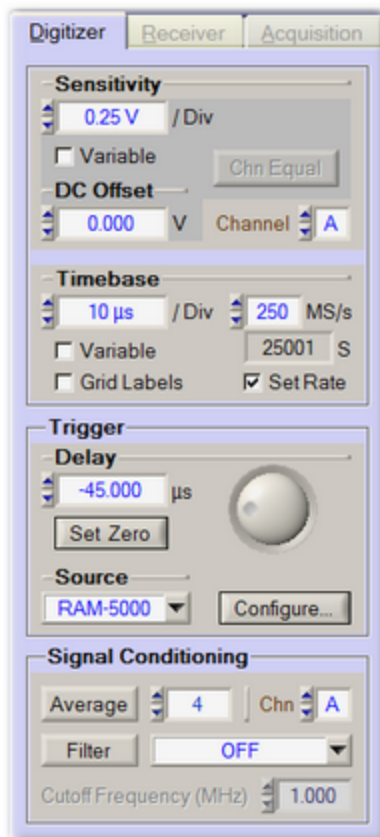 Digitizer Receiver Acquisition
Sensitivity
0.25 V / Div
Variable
Chn Equal
DC Offset
0.000 V Channel A
Timebase
10 µs / Div 250 MS/s
Variable 25001 S
Grid Labels Set Rate
Trigger
Delay
-45.000 µs
Set Zero
Source
RAM-5000 Configure...
Signal Conditioning
Average 4 Chn A
Filter OFF
Cutoff Frequency (MHz) 1.000